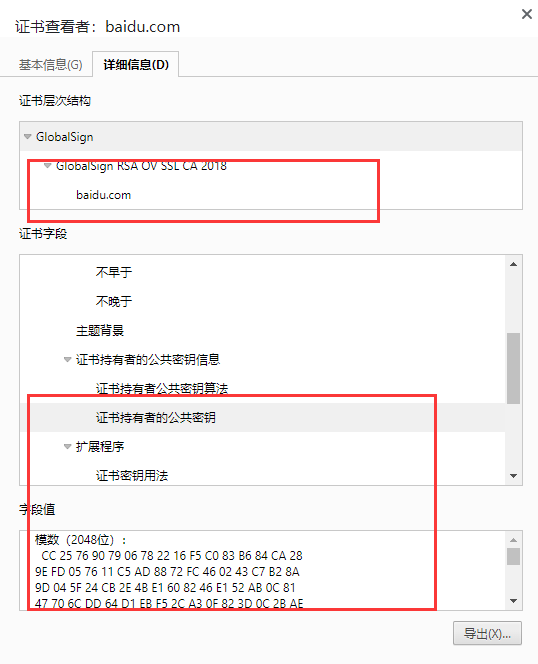 证书查看者：baidu.com
基本信息(G)
详细信息(D)
证书层次结构
GlobalSign
GlobalSign RSA OV SSL CA 2018
baidu.com
证书字段
不早于
不晚于
主题背景
证书持有者的公共密钥信息
证书持有者公共密钥算法
证书持有者的公共密钥
扩展程序
证书密钥用法
字段值
模数（2048位）：
CC 25 76 90 79 06 78 22 16 F5 C0 83 B6 84 CA 28
9E FD 05 76 11 C5 AD 88 72 FC 46 02 43 C7 B2 8A
9D 04 5F 24 CB 2E 4B E1 60 82 46 E1 52 AB 0C 81
47 70 6C DD 64 D1 EB F5 2C A3 0F 82 3D 0C 2B AE
导出(X)...